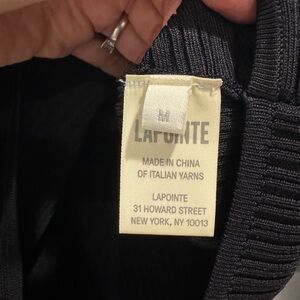 M
LAPOINTE
MADE IN CHINA
OF ITALIAN YARNS
LAPOINTE
31 HOWARD STREET
NEW YORK, NY 10013